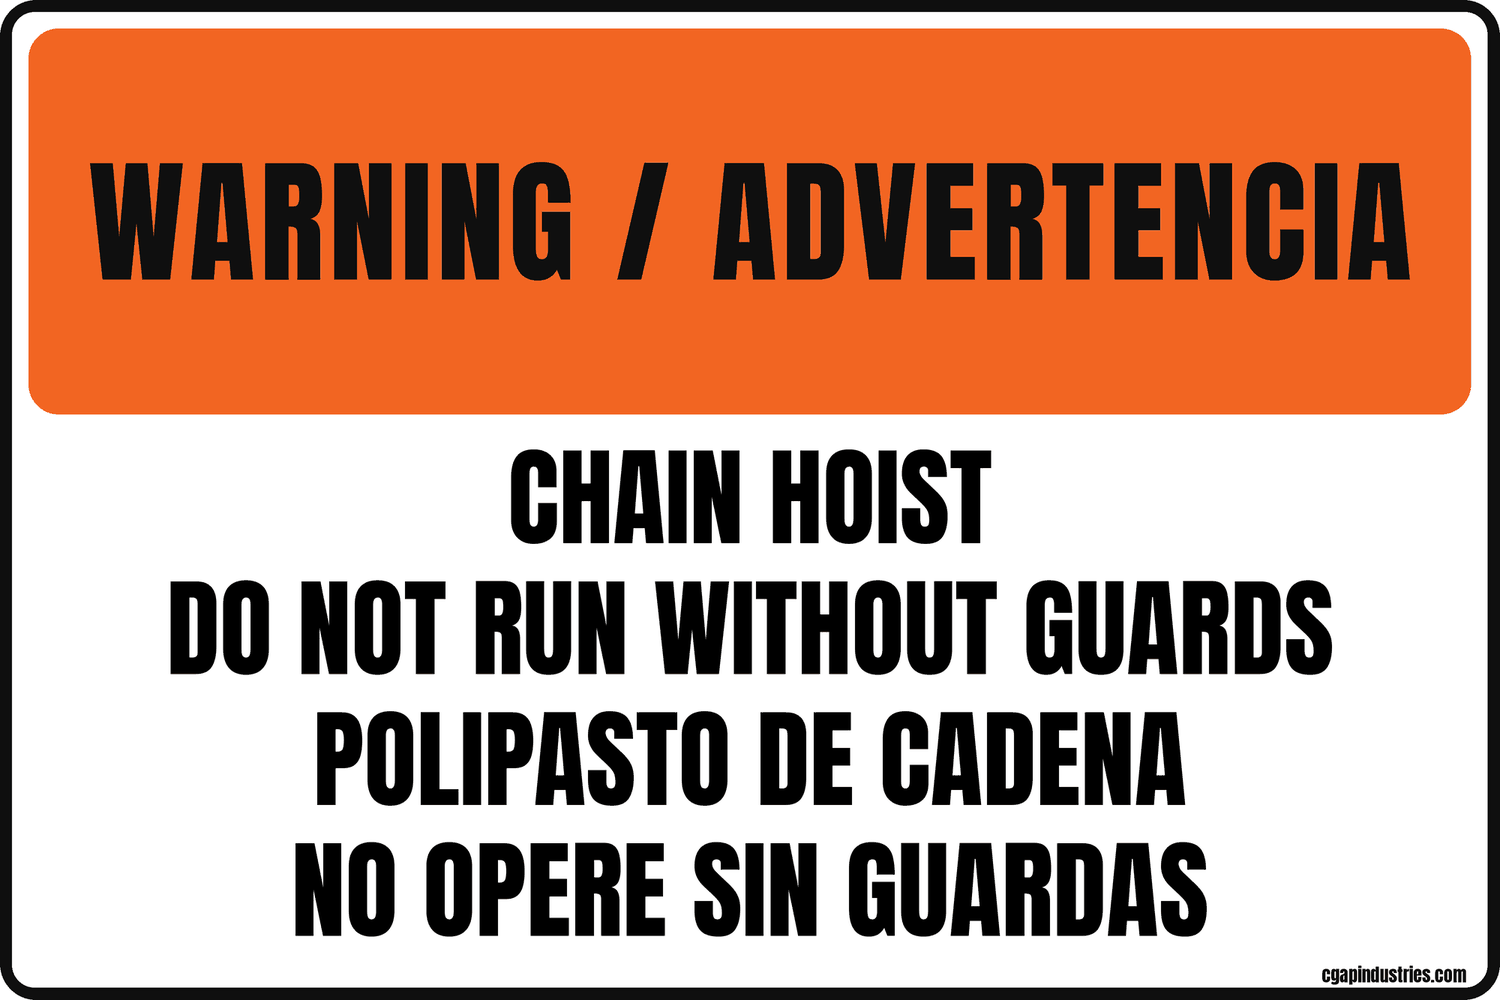 WARNING / ADVERTENCIA
CHAIN HOIST
DO NOT RUN WITHOUT GUARDS
POLIPASTO DE CADENA
NO OPERE SIN GUARDAS
cgapindustries.com